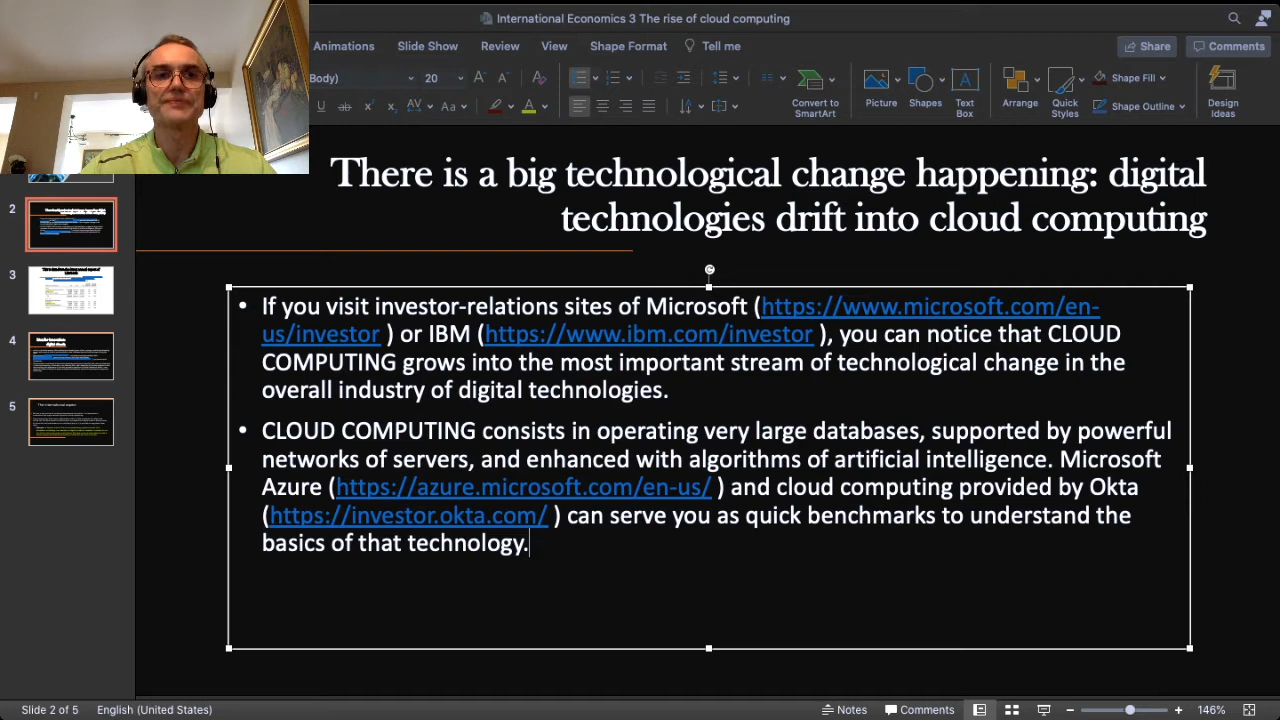 International Economics 3 The rise of cloud computing
Animations Slide Show Review View Shape Format Tell me Share Comments
Body) 20 Convert to SmartArt Picture Shapes Text Box Arrange Quick Styles Shape Fill Shape Outline Design Ideas
There is a big technological change happening: digital
technologies drift into cloud computing
• If you visit investor-relations sites of Microsoft (https://www.microsoft.com/en-
us/investor ) or IBM (https://www.ibm.com/investor ), you can notice that CLOUD
COMPUTING grows into the most important stream of technological change in the
overall industry of digital technologies.
• CLOUD COMPUTING consists in operating very large databases, supported by powerful
networks of servers, and enhanced with algorithms of artificial intelligence. Microsoft
Azure (https://azure.microsoft.com/en-us/ ) and cloud computing provided by Okta
(https://investor.okta.com/ ) can serve you as quick benchmarks to understand the
basics of that technology.
2
3
4
5
Slide 2 of 5 English (United States) Notes Comments 146%